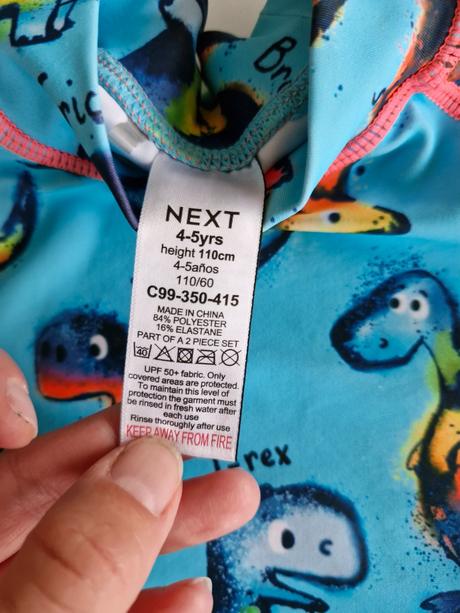 Bri
ric
NEXT
4-5yrs
height 110cm
4-5años
110/60
C99-350-415
MADE IN CHINA
84% POLYESTER
16% ELASTANE
PART OF A 2 PIECE SET
40
UPF 50+ fabric. Only
covered areas are protected.
To maintain this level of
protection the garment must
be rinsed in fresh water after
each use
Rinse thoroughly after use
KEEP AWAY FROM FIRE
T-rex